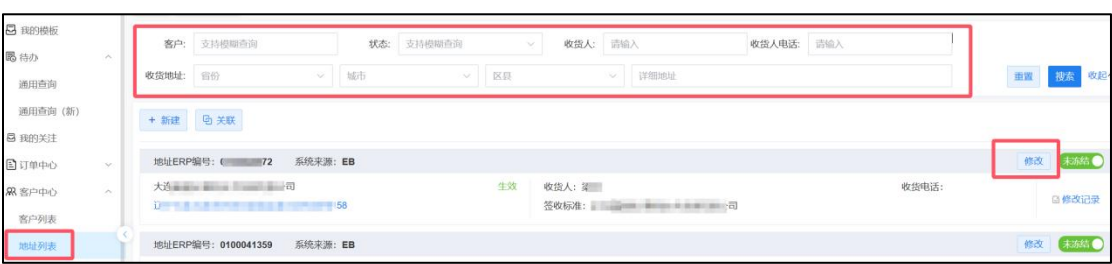 我的模板
待办
通用查询
通用查询（新）
我的关注
订单中心
客户中心
客户列表
地址列表
客户: 支持模糊查询 状态: 支持模糊查询 收货人: 请输入 收货人电话: 请输入
收货地址: 省份 城市 区县 详细地址 重置 搜索 收起
+ 新建 关联
地址ERP编号: 72 系统来源: EB 修改 未冻结
大连 司 生效 收货人: 收货电话:
58 签收标准: 司 修改记录
地址ERP编号: 0100041359 系统来源: EB 修改 未冻结